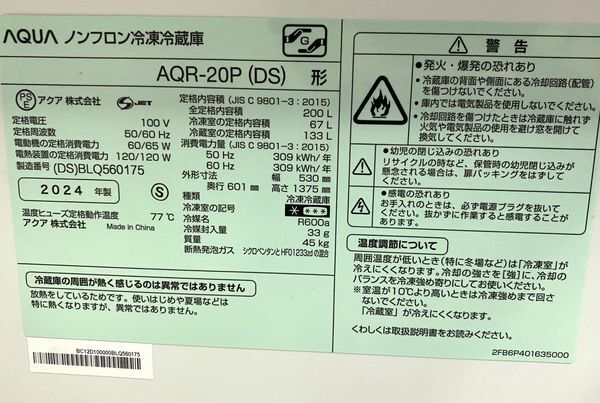 AQUA ノンフロン冷凍冷蔵庫
G
AQR-20P (DS) 形
PS
E
アクア 株式会社
JET
定格電圧 100 V
定格周波数 50/60 Hz
電動機の定格消費電力 60/65 W
電熱装置の定格消費電力 120/120 W
製造番号 (DS)BLQ560175
2024 年製
S
温度ヒューズ定格動作温度 77℃
アクア 株式会社 Made in China
定格内容積 (JIS C 9801-3:2015)
全定格内容積 200 L
冷凍室の定格内容積 67 L
冷蔵室の定格内容積 133 L
消費電力量 (JIS C 9801-3:2015)
50 Hz 309 kWh/年
60 Hz 309 kWh/年
外形寸法 幅 530 mm
奥行 601 mm 高さ 1375 mm
種類 冷凍冷蔵庫
冷凍室の記号 * ***
冷媒名 R600a
冷媒封入量 33 g
質量 45 kg
断熱発泡ガス シクロペンタンとHFO1233zdの混合
冷蔵庫の周囲が熱く感じるのは異常ではありません
放熱をしているためです。使いはじめや夏場などは
特に熱くなりますが、異常ではありません。
BC12D100000BLQ560175
警告
●発火・爆発の恐れあり
・冷蔵庫の背面や側面にある冷却回路(配管)
を傷つけない。
・庫内では電気製品を使用しないでください。
・冷却回路を傷つけたときは冷蔵庫に触れず
火気や電気製品の使用を避け窓を開けて
換気してください。
●幼児の閉じ込めの恐れあり
リサイクルの時など、保管時の幼児閉じ込めが
懸念される場合は、扉パッキングをはずしてください。
●感電の恐れあり
お手入れのときは、必ず電源プラグを抜いて
ください。抜かずに作業すると感電することが
あります。
温度調節について
周囲温度が低いとき(特に冬場など)は「冷凍室」が
冷えにくくなります。冷却の強さを[強]に、冷却の
バランスを冷凍強め寄りにしてお使いください。
※室温が10℃より高いときは冷凍強めまで回さ
ないでください。
「冷蔵室」が冷えにくくなります。
くわしくは取扱説明書をお読みください。
2FB6P401635000